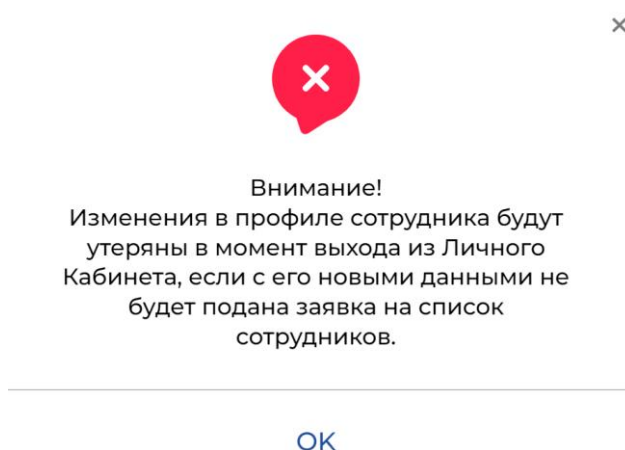 Внимание!
Изменения в профиле сотрудника будут
утеряны в момент выхода из Личного
Кабинета, если с его новыми данными не
будет подана заявка на список
сотрудников.
OK